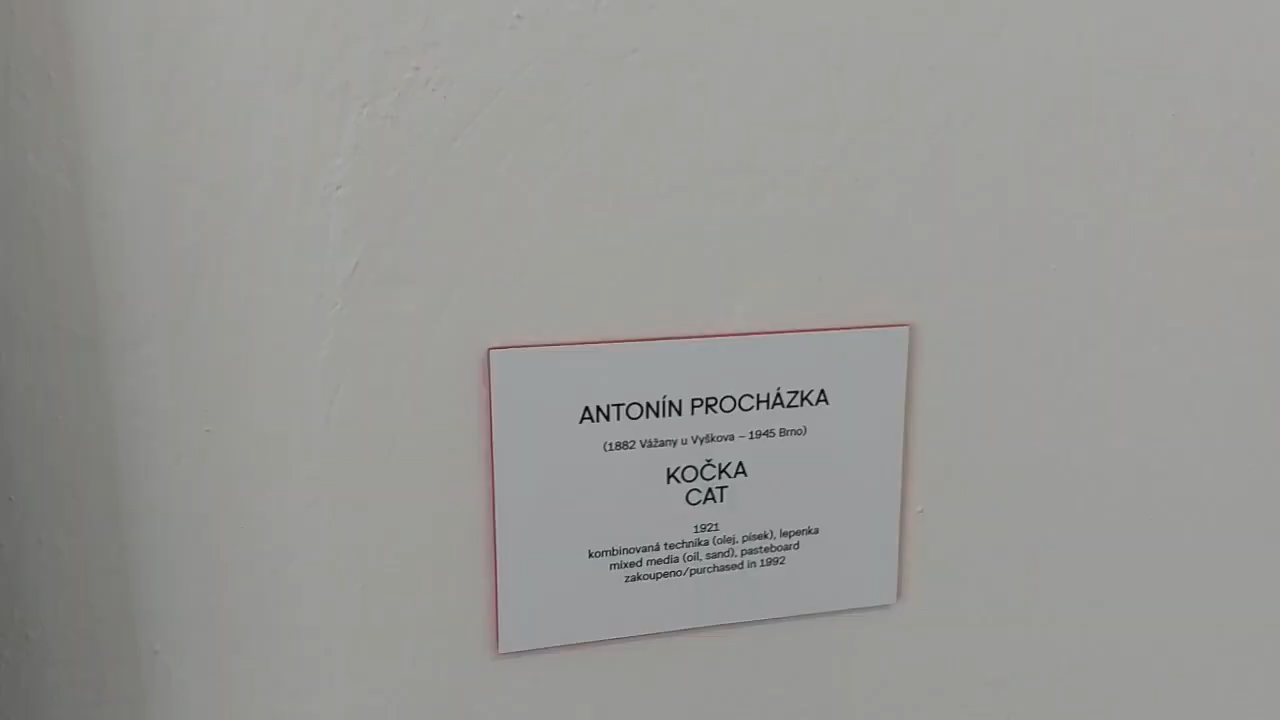 ANTONÍN PROCHÁZKA
(1882 Vážany u Vyškova – 1945 Brno)
KOČKA
CAT
1921
kombinovaná technika (olej, písek), lepenka
mixed media (oil, sand), pasteboard
zakoupeno/purchased in 1992